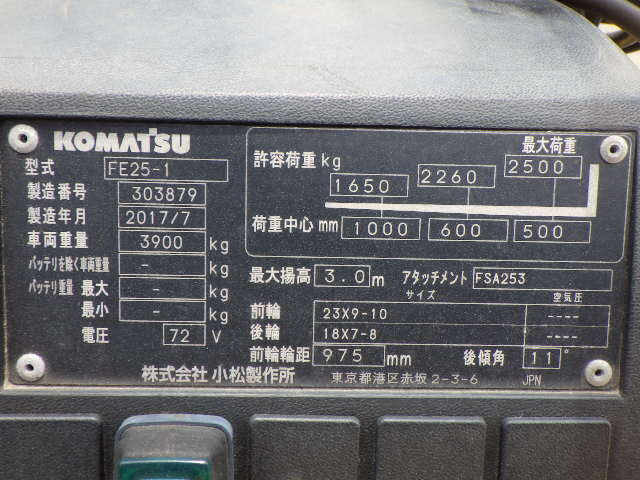 KOMATSU
型式 FE25-1
製造番号 303879
製造年月 2017/7
車両重量 3900 kg
バッテリを除く車両重量 - kg
バッテリ重量 最大 - kg
最小 - kg
電圧 72 V
最大荷重
許容荷重 kg 1650 2260 2500
荷重中心 mm 1000 600 500
最大揚高 3.0 m アタッチメント FSA253
サイズ 空気圧
前輪 23X9-10 ----
後輪 18X7-8 ----
前輪輪距 975 mm 後傾角 11°
株式会社 小松製作所 東京都港区赤坂 2-3-6 JPN